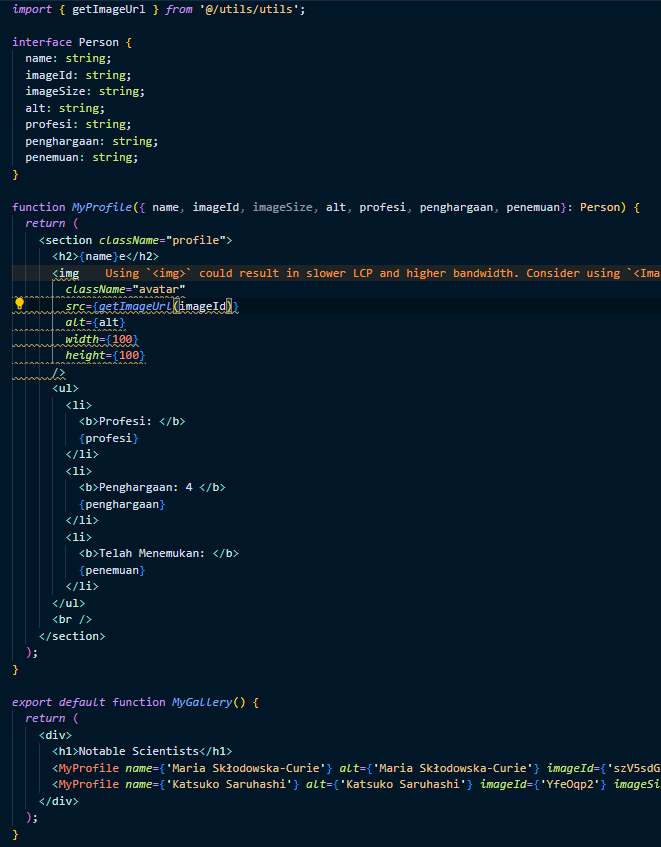 import { getImageUrl } from '@/utils/utils';
interface Person {
name: string;
imageId: string;
imageSize: string;
alt: string;
profesi: string;
penghargaan: string;
penemuan: string;
}
function MyProfile({ name, imageId, imageSize, alt, profesi, penghargaan, penemuan}: Person) {
return (
<section className="profile">
<h2>{name}e</h2>
<img Using `<img>` could result in slower LCP and higher bandwidth. Consider using `<Ima
className="avatar"
src={getImageUrl(imageId)}
alt={alt}
width={100}
height={100}
/>
<ul>
<li>
<b>Profesi: </b>
{profesi}
</li>
<li>
<b>Penghargaan: 4 </b>
{penghargaan}
</li>
<li>
<b>Telah Menemukan: </b>
{penemuan}
</li>
</ul>
<br />
</section>
);
}
export default function MyGallery() {
return (
<div>
<h1>Notable Scientists</h1>
<MyProfile name={'Maria Skłodowska-Curie'} alt={'Maria Skłodowska-Curie'} imageId={'szV5sdG
<MyProfile name={'Katsuko Saruhashi'} alt={'Katsuko Saruhashi'} imageId={'YfeOqp2'} imageSi
</div>
);
}